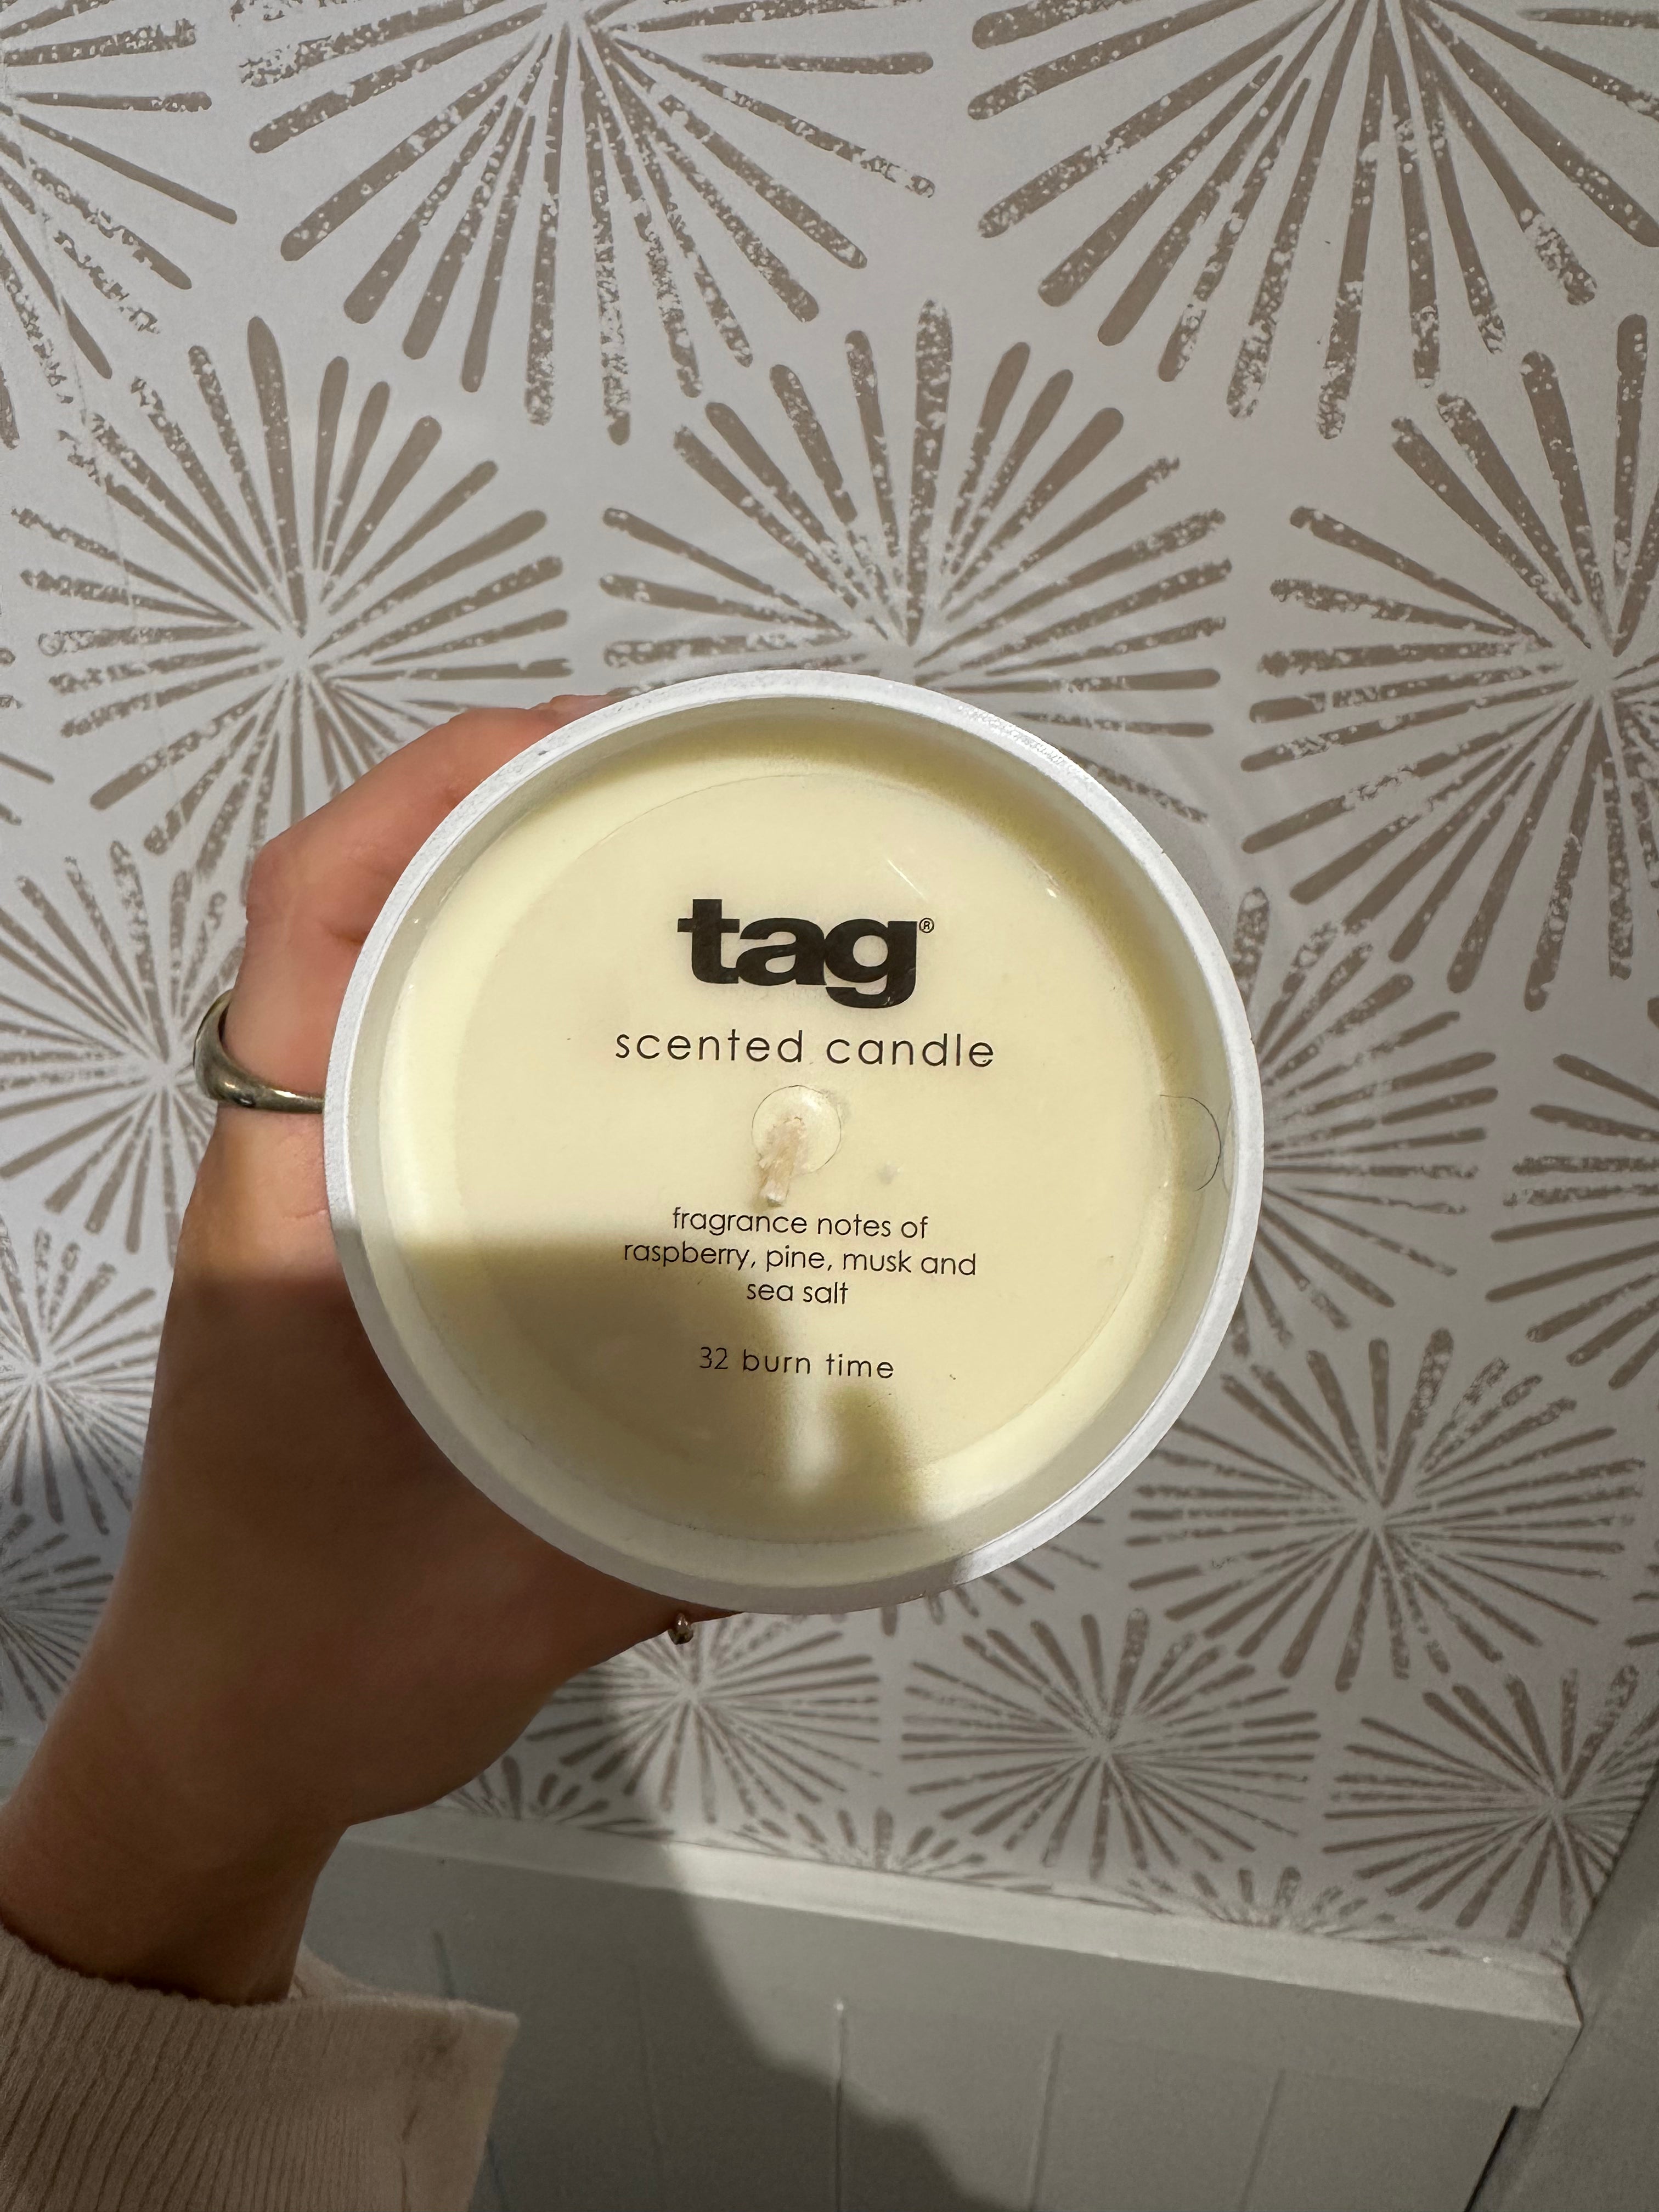 tag®
scented candle
fragrance notes of
raspberry, pine, musk and
sea salt
32 burn time